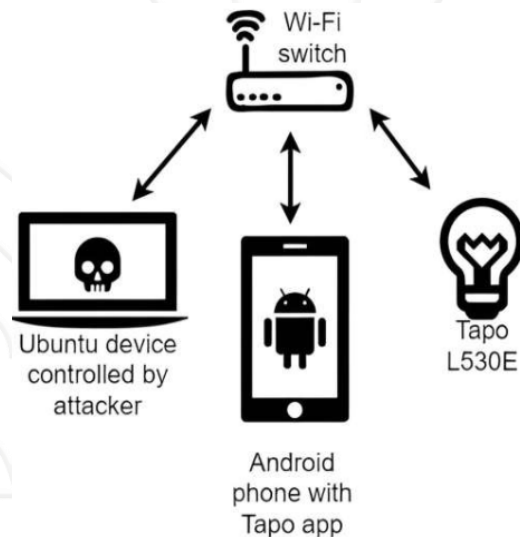 Wi-Fi
switch
Ubuntu device
controlled by
attacker
Android
phone with
Tapo app
Tapo
L530E